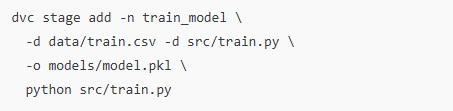 dvc stage add -n train_model \
  -d data/train.csv -d src/train.py \
  -o models/model.pkl \
  python src/train.py